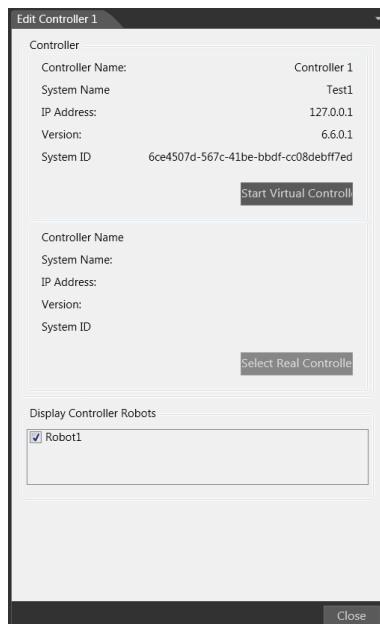 Edit Controller 1
Controller
Controller Name: Controller 1
System Name Test1
IP Address: 127.0.0.1
Version: 6.6.0.1
System ID 6ce4507d-567c-41be-bbdf-cc08debff7ed
Start Virtual Controll
Controller Name
System Name:
IP Address:
Version:
System ID
Select Real Controlle
Display Controller Robots
Robot1
Close